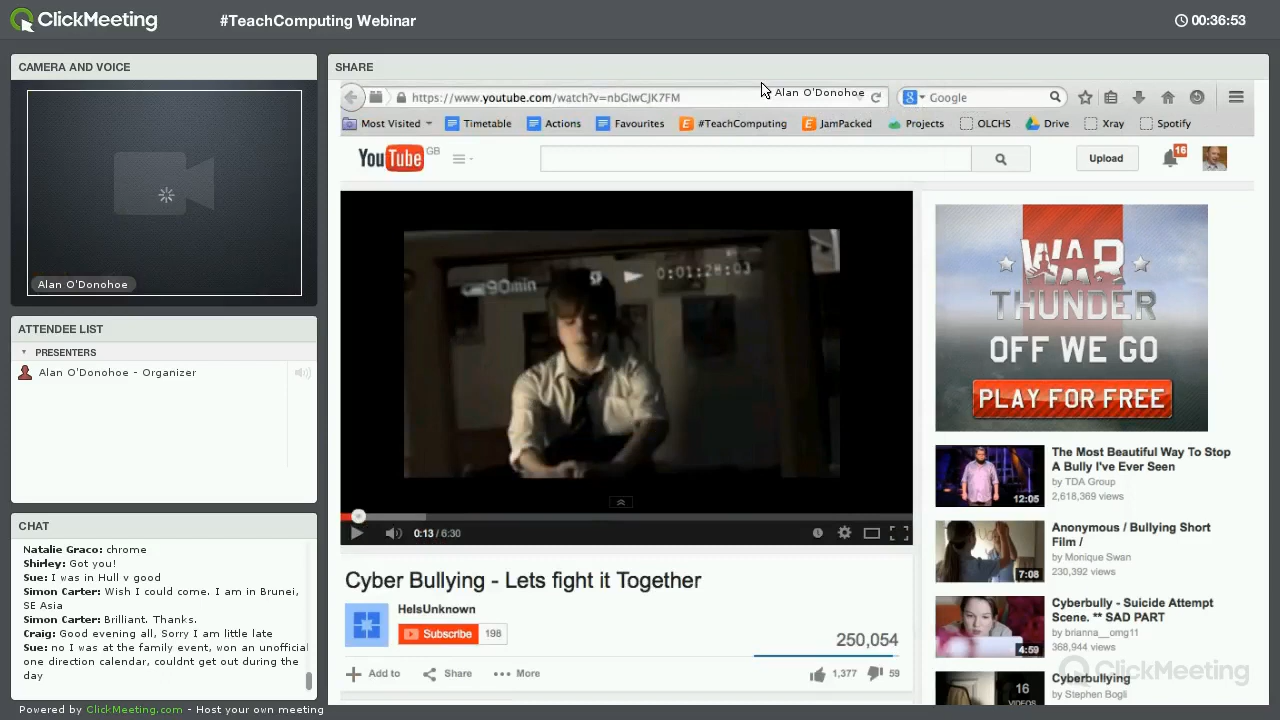 ClickMeeting
#TeachComputing Webinar
00:36:53
CAMERA AND VOICE
Alan O'Donohoe
ATTENDEE LIST
PRESENTERS
Alan O'Donohoe - Organizer
CHAT
Natalie Graco: chrome
Shirley: Got you!
Sue: I was in Hull v good
Simon Carter: Wish I could come. I am in Brunei,
SE Asia
Simon Carter: Brilliant. Thanks.
Craig: Good evening all, Sorry I am little late
Sue: no I was at the family event, won an unofficial
one direction calendar, couldnt get out during the
day
Powered by ClickMeeting.com - Host your own meeting
SHARE
https://www.youtube.com/watch?v=nbGlwCJK7FM
Alan O'Donohoe
Google
Most Visited Timetable Actions Favourites #TeachComputing JamPacked Projects OLCHS Drive Xray Spotify
YouTube GB
Upload
16
90min 0:01:28:03
0:13 / 6:30
Cyber Bullying - Lets fight it Together
HeIsUnknown
Subscribe 198
250,054
Add to Share More
1,377 59
WAR
THUNDER
OFF WE GO
PLAY FOR FREE
The Most Beautiful Way To Stop
A Bully I've Ever Seen
by TDA Group
2,618,369 views
12:05
Anonymous / Bullying Short
Film /
by Monique Swan
230,392 views
7:08
Cyberbully - Suicide Attempt
Scene. ** SAD PART
by brianna__omg11
368,944 views
4:59
Cyberbullying
by Stephen Bogli
16
VIDEOS
ClickMeeting